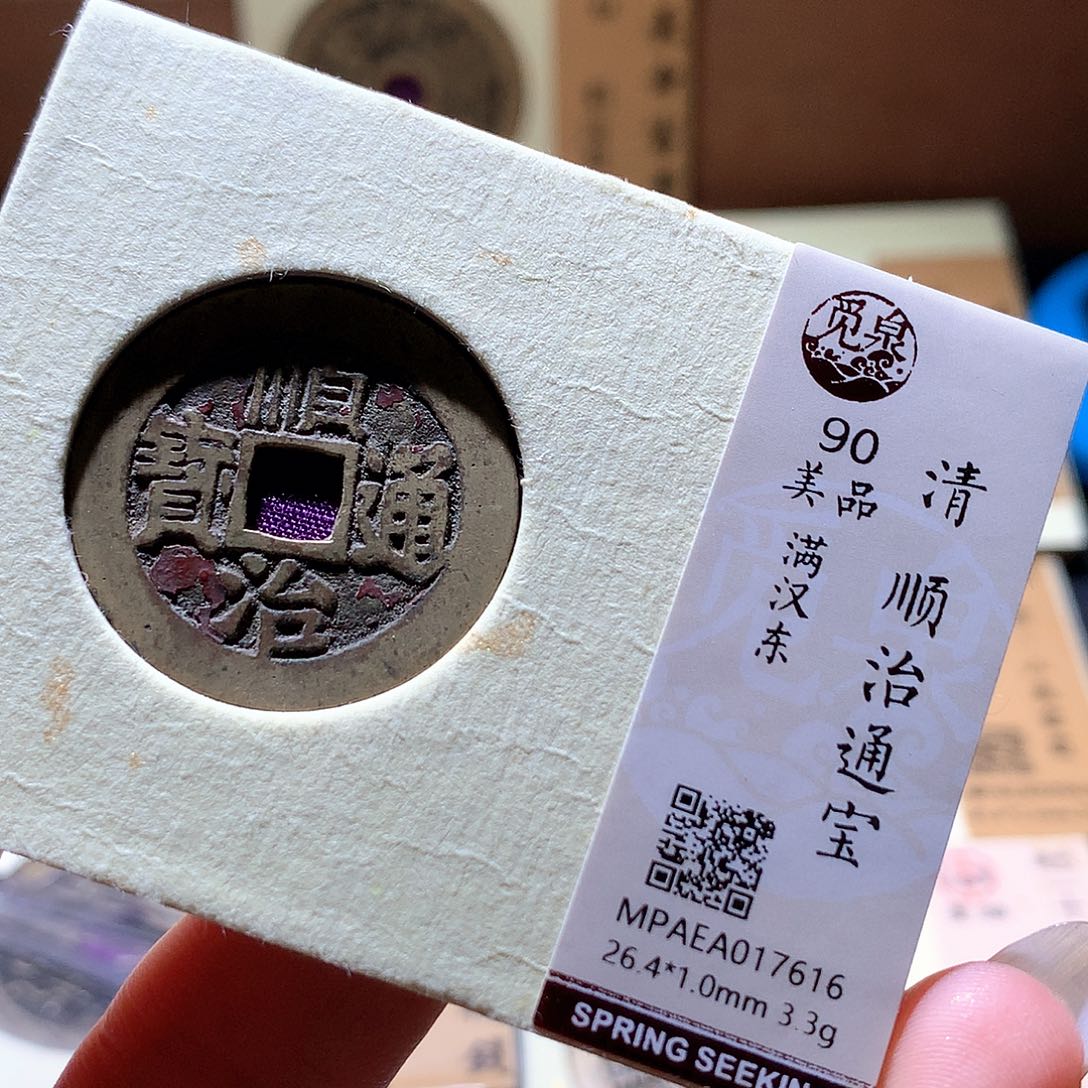 順治通寶
觅泉
90
美品
满汉东
清
顺治通宝
MPAEA017616
26.4*1.0mm 3.3g
SPRING SEEKIN